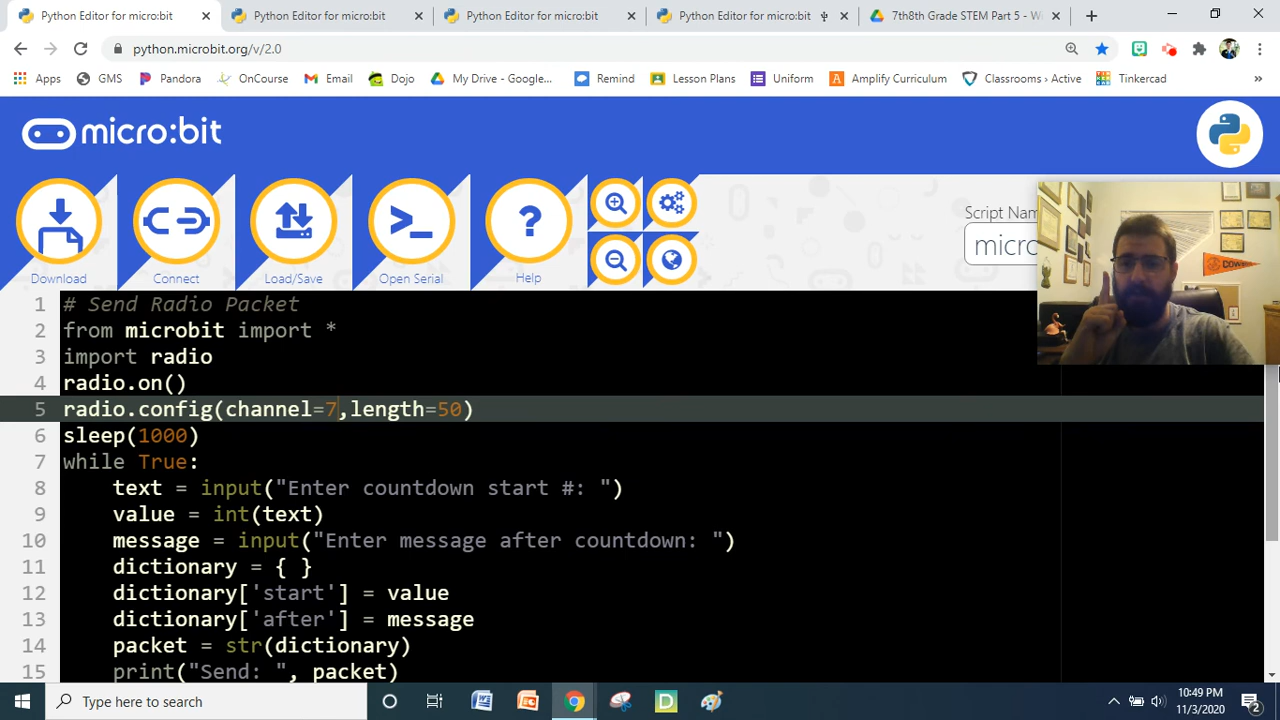 Python Editor for micro:bit
Python Editor for micro:bit
Python Editor for micro:bit
Python Editor for micro:bit
7th8th Grade STEM Part 5 - W
python.microbit.org/v/2.0
Apps
GMS
Pandora
OnCourse
Email
Dojo
My Drive - Google...
Remind
Lesson Plans
Uniform
Amplify Curriculum
Classrooms › Active
Tinkercad
»
micro:bit
Download
Connect
Load/Save
Open Serial
Help
Script Nam
micro
1 # Send Radio Packet
2 from microbit import *
3 import radio
4 radio.on()
5 radio.config(channel=7,length=50)
6 sleep(1000)
7 while True:
8 text = input("Enter countdown start #: ")
9 value = int(text)
10 message = input("Enter message after countdown: ")
11 dictionary = { }
12 dictionary['start'] = value
13 dictionary['after'] = message
14 packet = str(dictionary)
15 print("Send: ", packet)
Type here to search
10:49 PM
11/3/2020
2